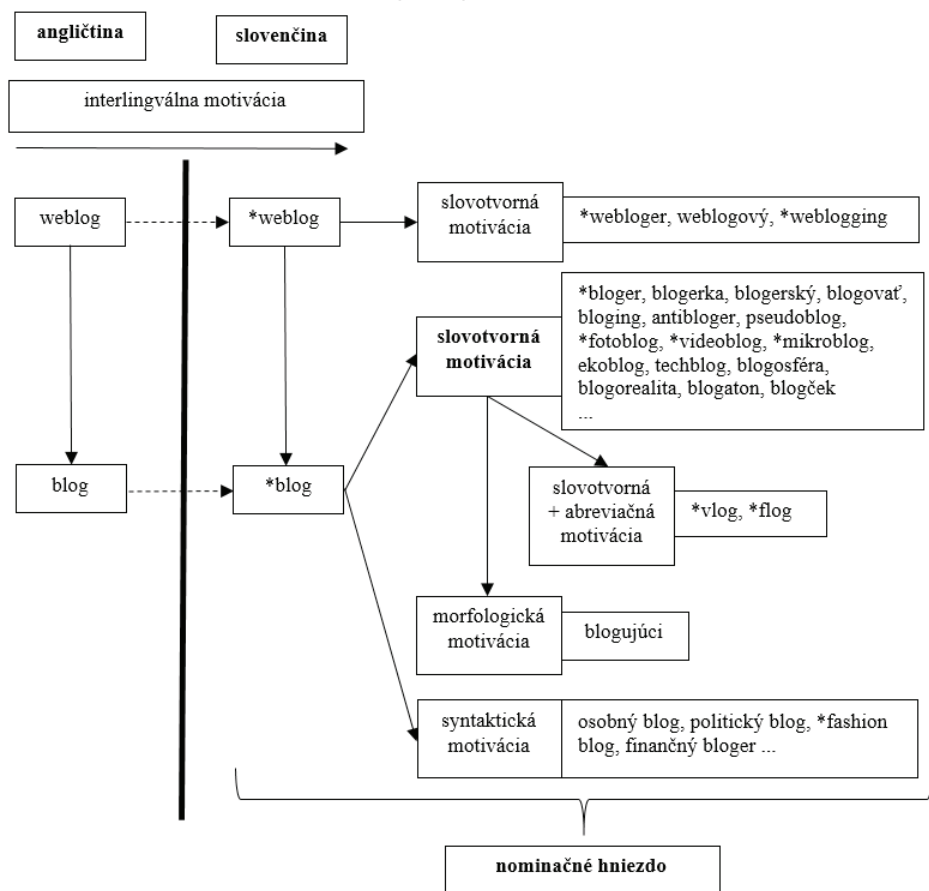 angličtina
slovenčina
interlingválna motivácia
weblog
*weblog
slovotvorná
motivácia
*webloger, weblogový, *weblogging
slovotvorná
motivácia
*bloger, blogerka, blogerský, blogovať,
bloging, antibloger, pseudoblog,
*fotoblog, *videoblog, *mikroblog,
ekoblog, techblog, blogosféra,
blogorealita, blogaton, blogček
...
blog
*blog
slovotvorná
+ abreviačná
motivácia
*vlog, *flog
morfologická
motivácia
blogujúci
syntaktická
motivácia
osobný blog, politický blog, *fashion
blog, finančný bloger ...
nominačné hniezdo